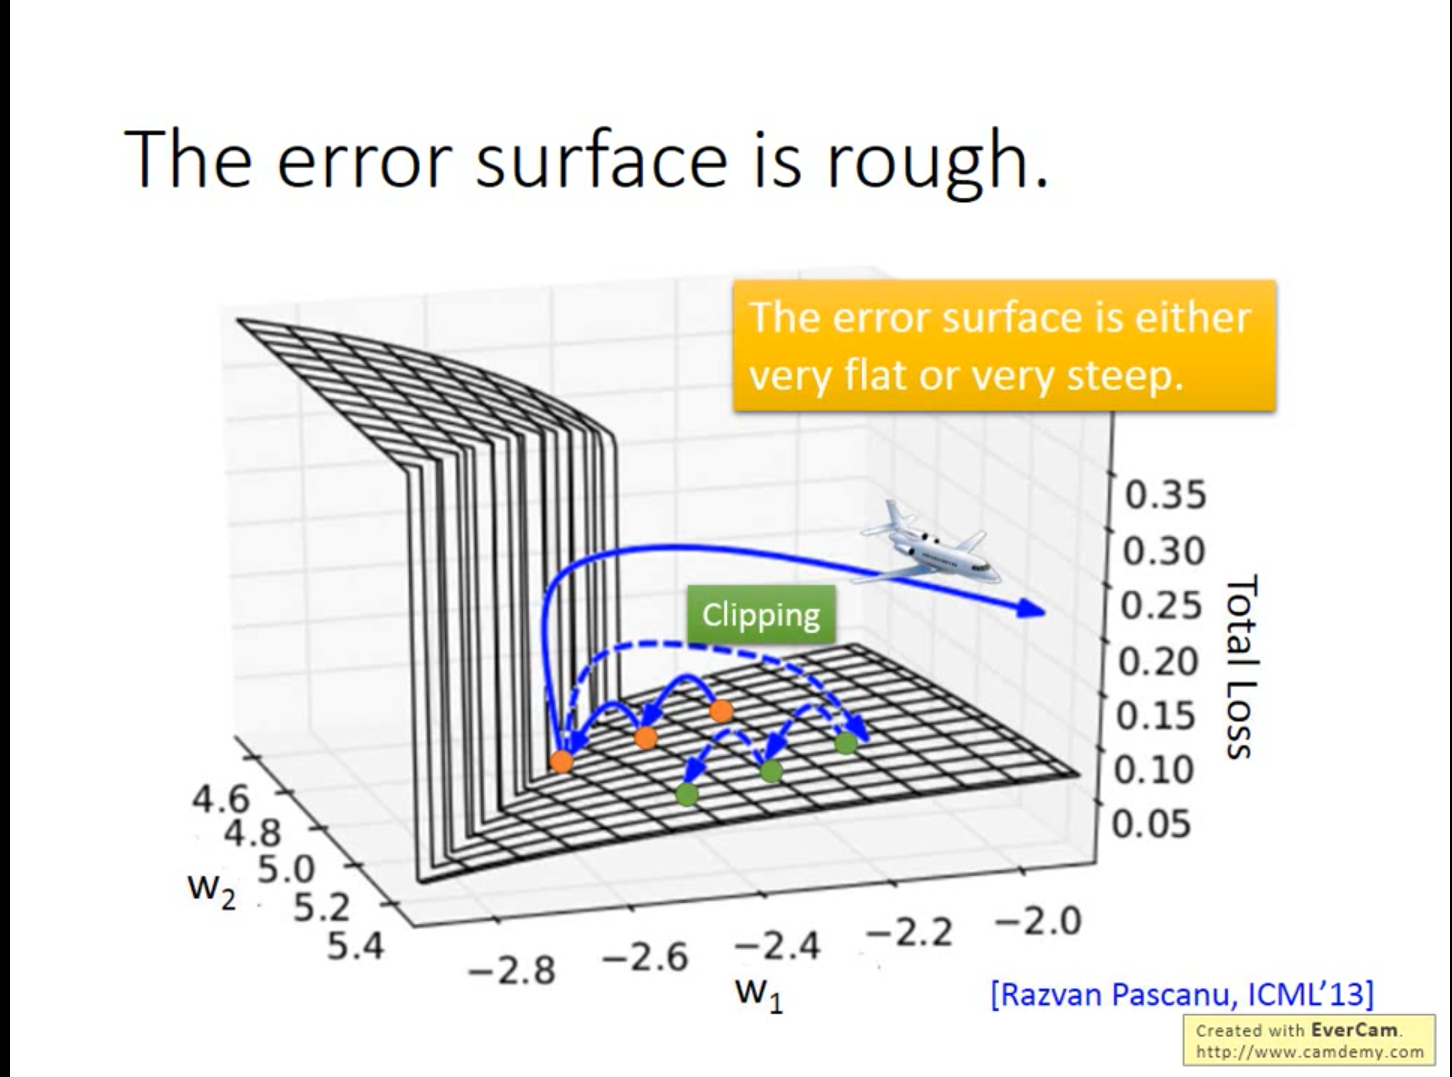 The error surface is rough.
The error surface is either
very flat or very steep.
Clipping
0.35
0.30
0.25
0.20
0.15
0.10
0.05
Total Loss
4.6
4.8
5.0
5.2
5.4
w2
−2.8
−2.6
−2.4
−2.2
−2.0
w1
[Razvan Pascanu, ICML’13]
Created with EverCam.
http://www.camdemy.com